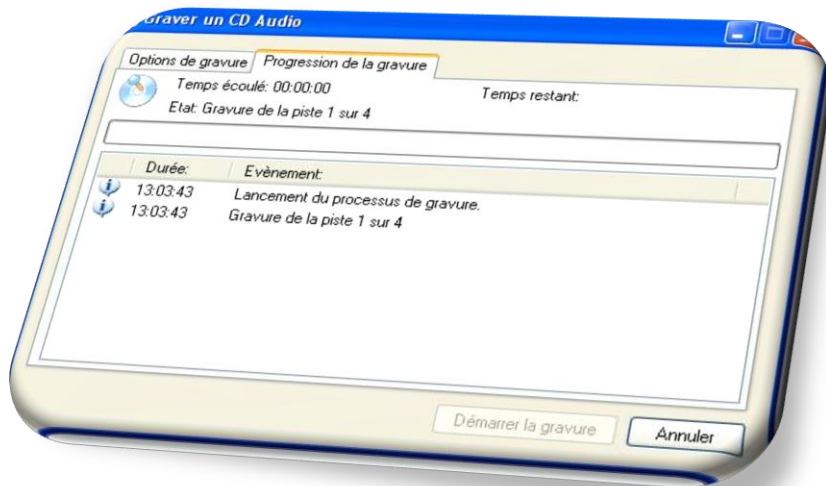 Graver un CD Audio
Options de gravure
Progression de la gravure
Temps écoulé: 00:00:00
Temps restant:
Etat: Gravure de la piste 1 sur 4
Durée:
Evènement:
13:03:43
Lancement du processus de gravure.
13:03:43
Gravure de la piste 1 sur 4
Démarrer la gravure
Annuler